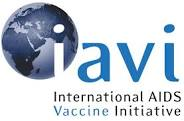 iavi
International AIDS
Vaccine Initiative